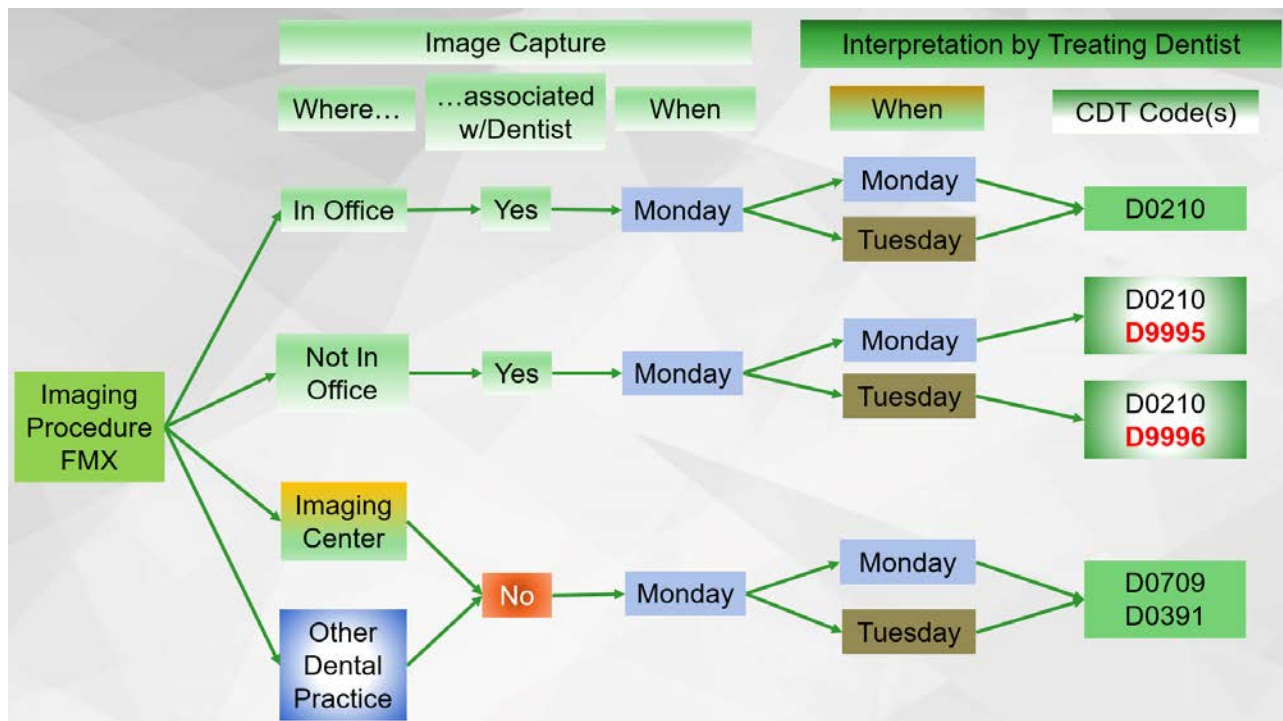 Image Capture
Interpretation by Treating Dentist
Where…
…associated
w/Dentist
When
When
CDT Code(s)
In Office
Yes
Monday
Monday
Tuesday
D0210
Not In
Office
Yes
Monday
Monday
Tuesday
D0210
D9995
D0210
D9996
Imaging
Procedure
FMX
Imaging
Center
Other
Dental
Practice
No
Monday
Monday
Tuesday
D0709
D0391